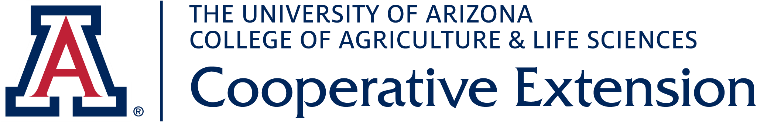 THE UNIVERSITY OF ARIZONA
COLLEGE OF AGRICULTURE & LIFE SCIENCES
A®
Cooperative Extension